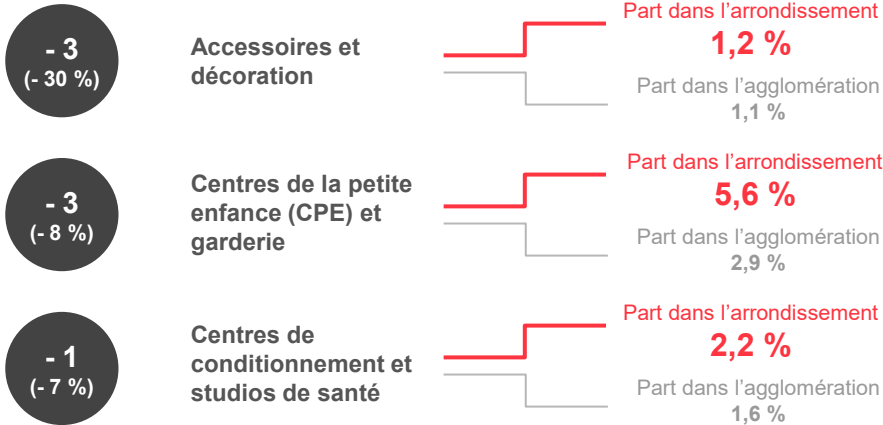 - 3
(- 30 %)
Accessoires et
décoration
Part dans l’arrondissement
1,2 %
Part dans l’agglomération
1,1 %
- 3
(- 8 %)
Centres de la petite
enfance (CPE) et
garderie
Part dans l’arrondissement
5,6 %
Part dans l’agglomération
2,9 %
- 1
(- 7 %)
Centres de
conditionnement et
studios de santé
Part dans l’arrondissement
2,2 %
Part dans l’agglomération
1,6 %